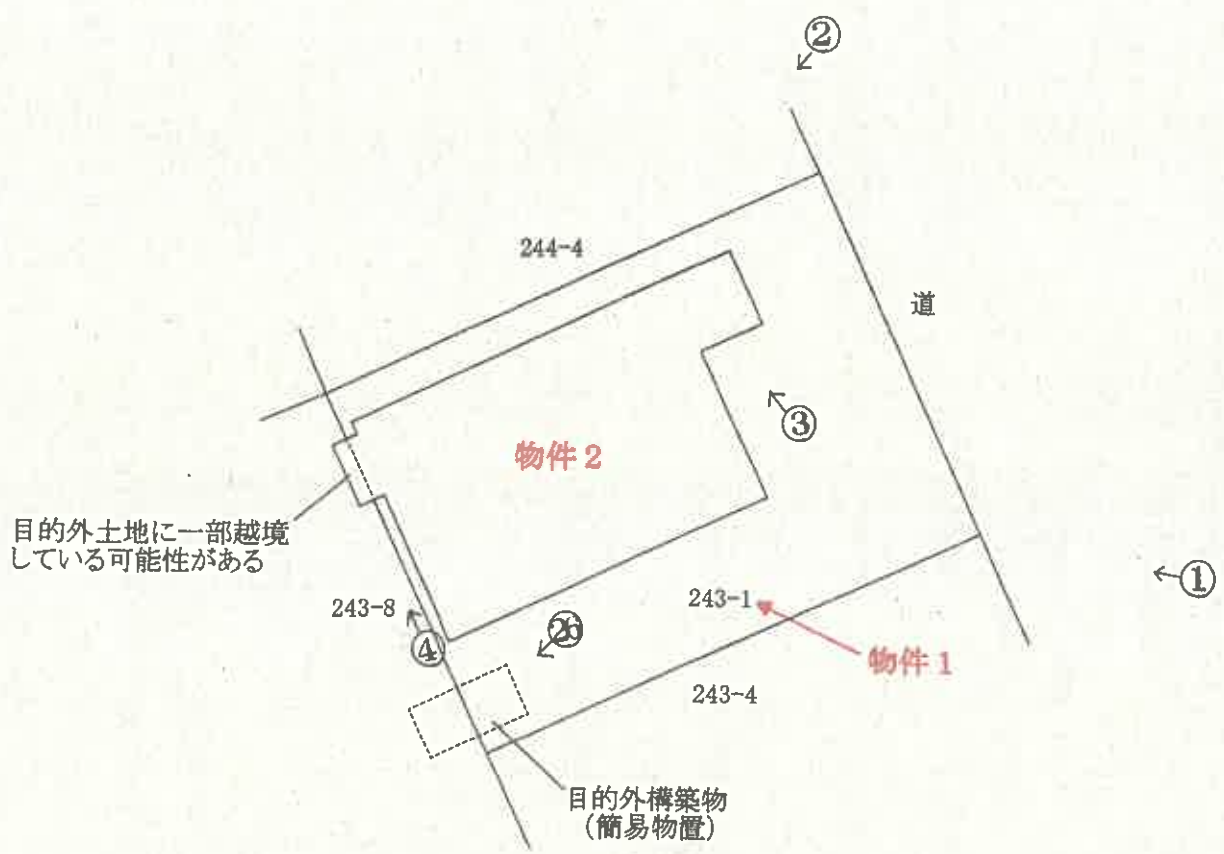 ②
244-4
道
③
物件2
目的外土地に一部越境
している可能性がある
①
243-8
243-1
④
㉖
物件1
243-4
目的外構築物
(簡易物置)